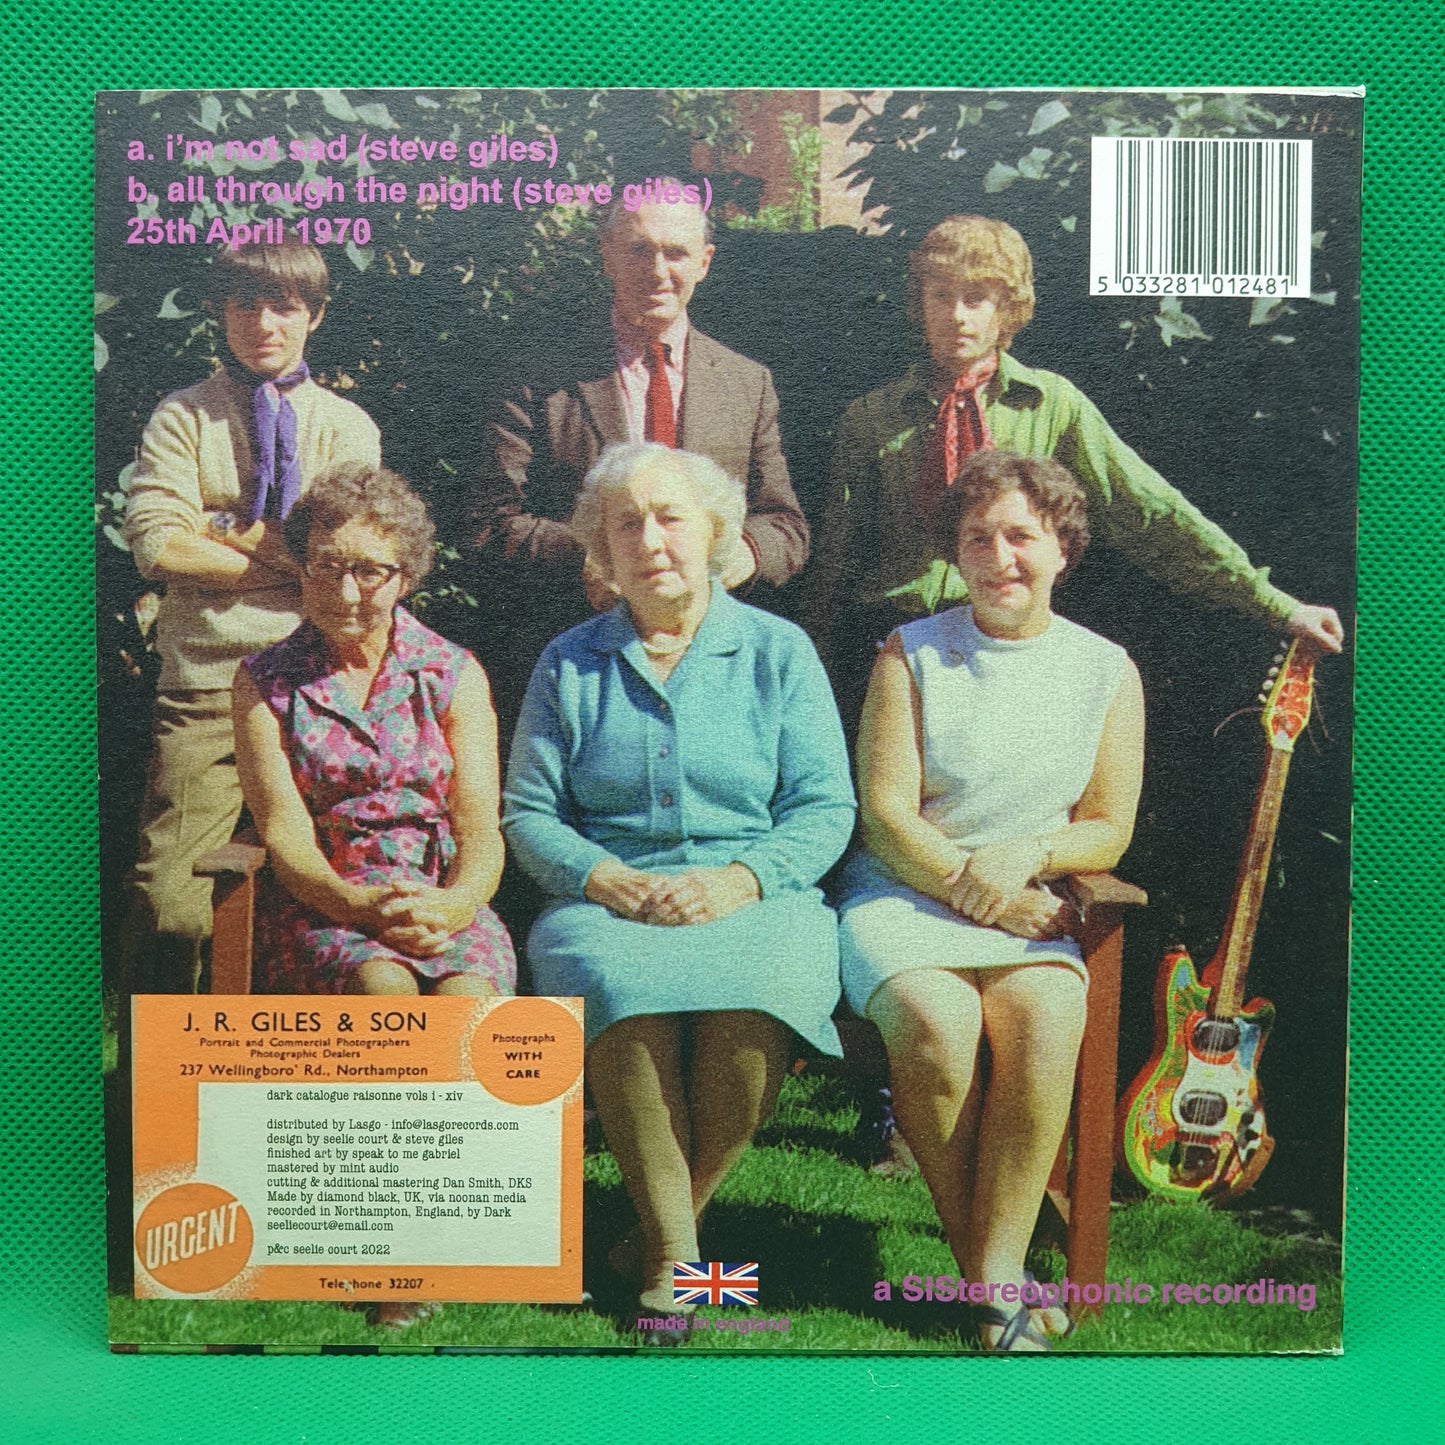 a. i'm not sad (steve giles)
b. all through the night (steve giles)
25th April 1970
5 033281 012481
J. R. GILES & SON
Portrait and Commercial Photographers
Photographic Dealers
237 Wellingboro' Rd., Northampton
Photographs
WITH
CARE
dark catalogue raisonne vols i - xiv
distributed by Lasgo - info@lasgorecords.com
design by seelie court & steve giles
finished art by speak to me gabriel
mastered by mint audio
cutting & additional mastering Dan Smith, DKS
Made by diamond black, UK, via noonan media
recorded in Northampton, England, by Dark
seeliecourt@email.com
p&c seelie court 2022
URGENT
Telephone 32207
made in england
a SIStereophonic recording